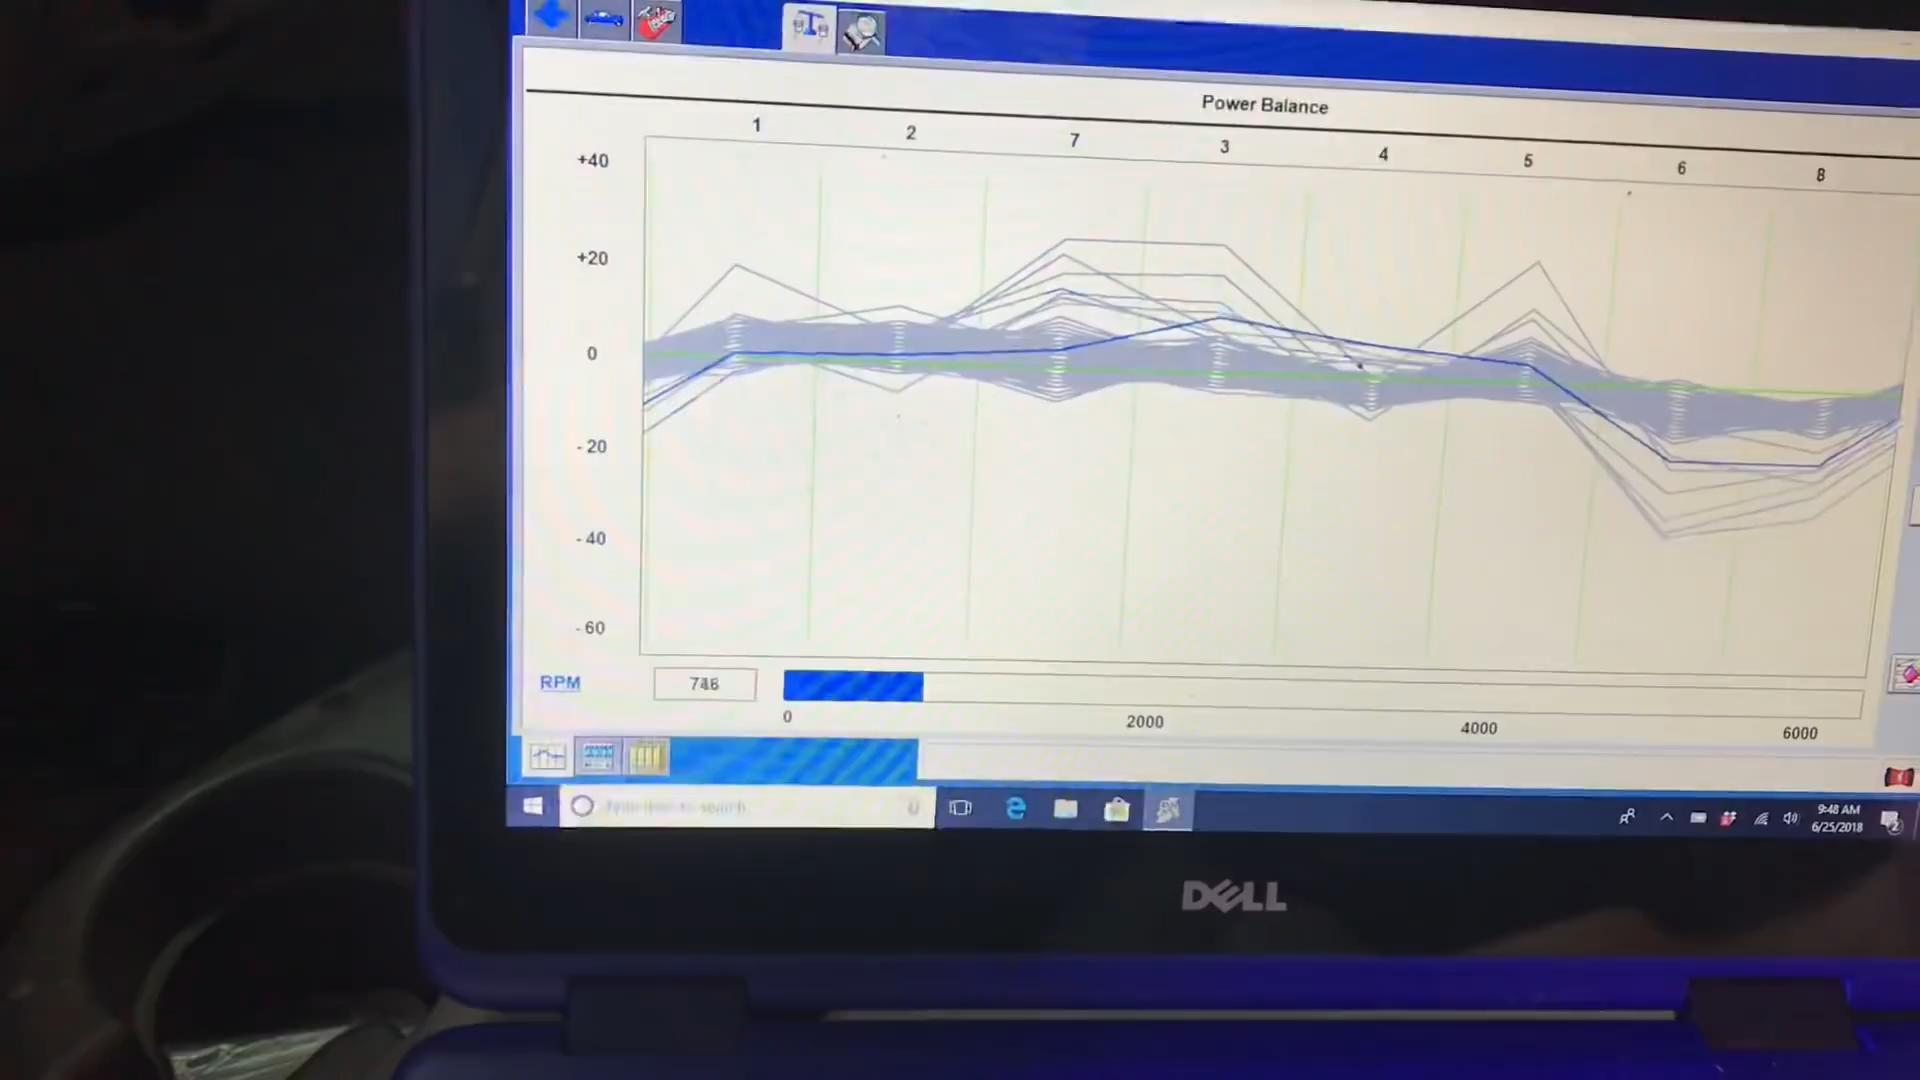 Power Balance
1 2 7 3 4 5 6 8
+40
+20
0
- 20
- 40
- 60
RPM
0 2000 4000 6000
9:48 AM
6/25/2018
2
DELL